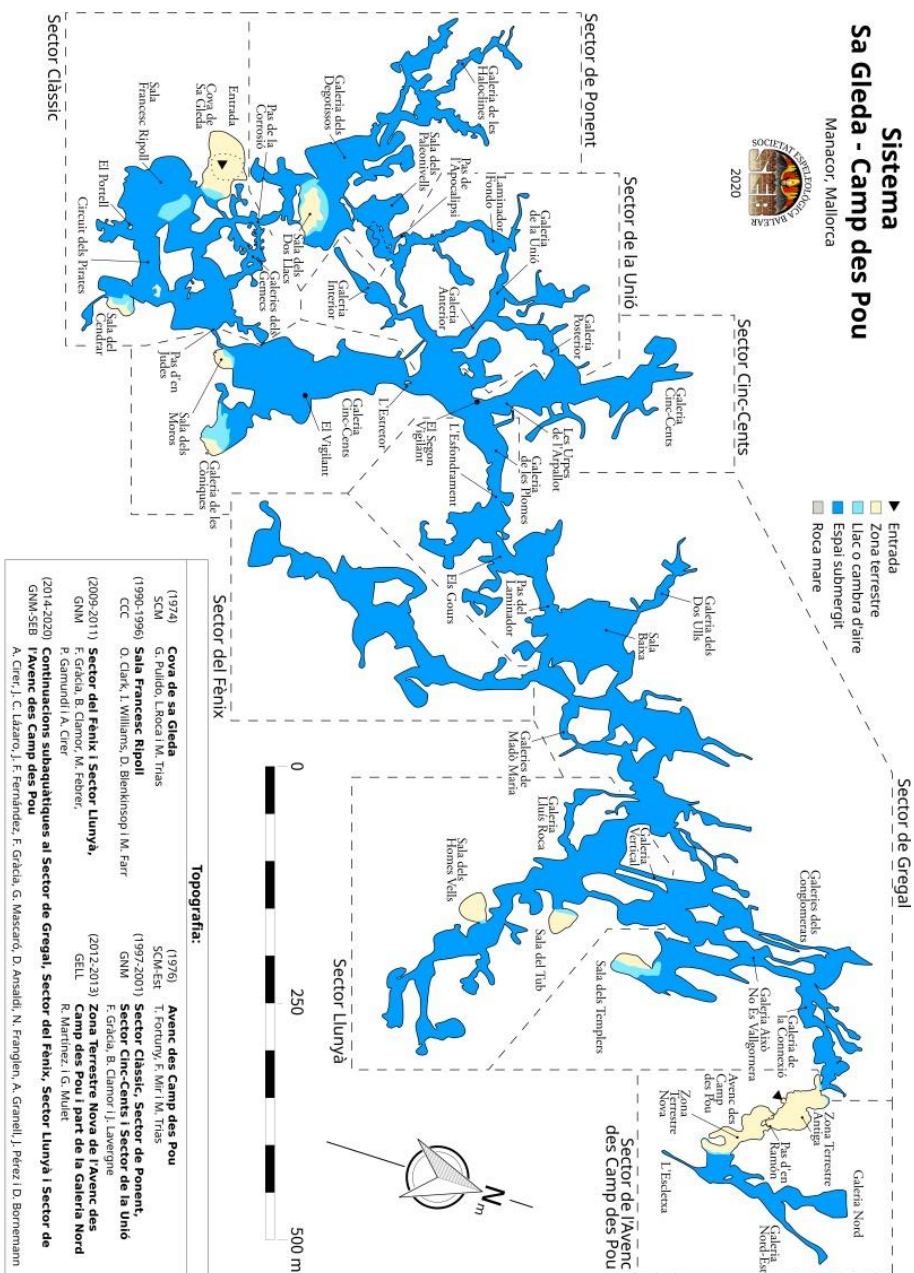 Sistema
Sa Gleda - Camp des Pou
Manacor, Mallorca
SOCIETAT ESPELEOLÒGICA BALEAR
SEB
2020
Entrada
Zona terrestre
Llac o cambra d'aire
Espai submergit
Roca mare
Sector de Ponent
Galeria de les
Haloclines
Galeria dels
Degotissos
Sala dels
Paleonivells
Pas de
l'Apocalipsi
Sector de la Unió
Laminador
Fondo
Galeria
de la Unió
Galeria
Anterior
Galeria
Interior
Galeria
Posterior
Sector Cinc-Cents
Galeria
Cinc-Cents
Les Urpes
de l'Arpallot
El Segon
Vigilant
L'Estretor
Galeria
Cinc-Cents
El Vigilant
Galeria de les
Còniques
Sala dels
Moros
Pas d'en
Judes
Sector Clàssic
Entrada
Cova de
Sa Gleda
Pas de la
Corrosió
Sala dels
Dos Llacs
Galeries dels
Gemecs
Sala
Francesc Ripoll
El Porell
Circuit dels Pirates
Sala del
Cendrar
Sector de Gregal
Galeria
de les Plomes
L'Esfondrament
Els Gours
Pas del
Laminador
Galeria dels
Dos Ulls
Sala
Baixa
Galeries de
Madò Maria
Galeria
Vertical
Galeries dels
Conglomerats
Galeria Això
No Es Vallgornera
Galeria de
la Connexió
Sala dels Templers
Sector del Fènix
Sector Llunyà
Galeria
Lluís Roca
Sala dels
Homes Vells
Sala del Tub
Sector de l'Avenc
des Camp des Pou
Avenc des
Camp
des Pou
Zona
Terrestre
Nova
Zona Terrestre
Antiga
Pas d'en
Ramón
L'Escletxa
Galeria Nord
Galeria
Nord-Est
0
250
500 m
N
m
Topografia:
(1974) Cova de sa Gleda
SCM G. Pulido, L.Roca i M. Trias
(1990-1996) Sala Francesc Ripoll
CCC O. Clark, I. Williams, D. Blenkinsop i M. Farr
(2009-2011) Sector del Fènix i Sector Llunyà,
GNM F. Gràcia, B. Clamor, M. Febrer,
P. Gamundí i A. Cirer
(1976) Avenc des Camp des Pou
SCM-Est T. Fortuny, F. Mir i M. Trias
(1997-2001) Sector Clàssic, Sector de Ponent,
GNM Sector Cinc-Cents i Sector de la Unió
F. Gràcia, B. Clamor i J. Lavergne
(2012-2013) Zona Terrestre Nova de l'Avenc des
GELL Camp des Pou i part de la Galeria Nord
R. Martínez i G. Mulet
(2014-2020) Continuacions subaquàtiques al Sector de Gregal, Sector del Fènix, Sector Llunyà i Sector de
GNM-SEB l'Avenc des Camp des Pou
A. Cirer, J. C. Lázaro, J. F. Fernández, F. Gràcia, G. Mascaró, D. Ansaldi, N. Franglen, A. Granell, J. Pérez i D. Bornemann